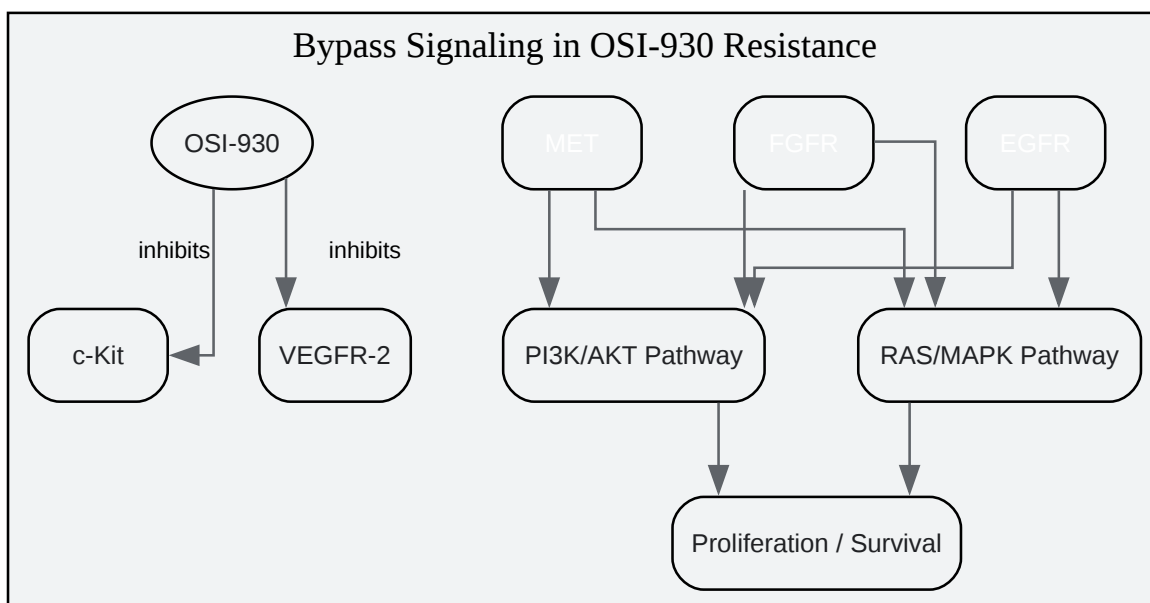 Bypass Signaling in OSI-930 Resistance
OSI-930
MET
FGFR
EGFR
inhibits
inhibits
c-Kit
VEGFR-2
PI3K/AKT Pathway
RAS/MAPK Pathway
Proliferation / Survival